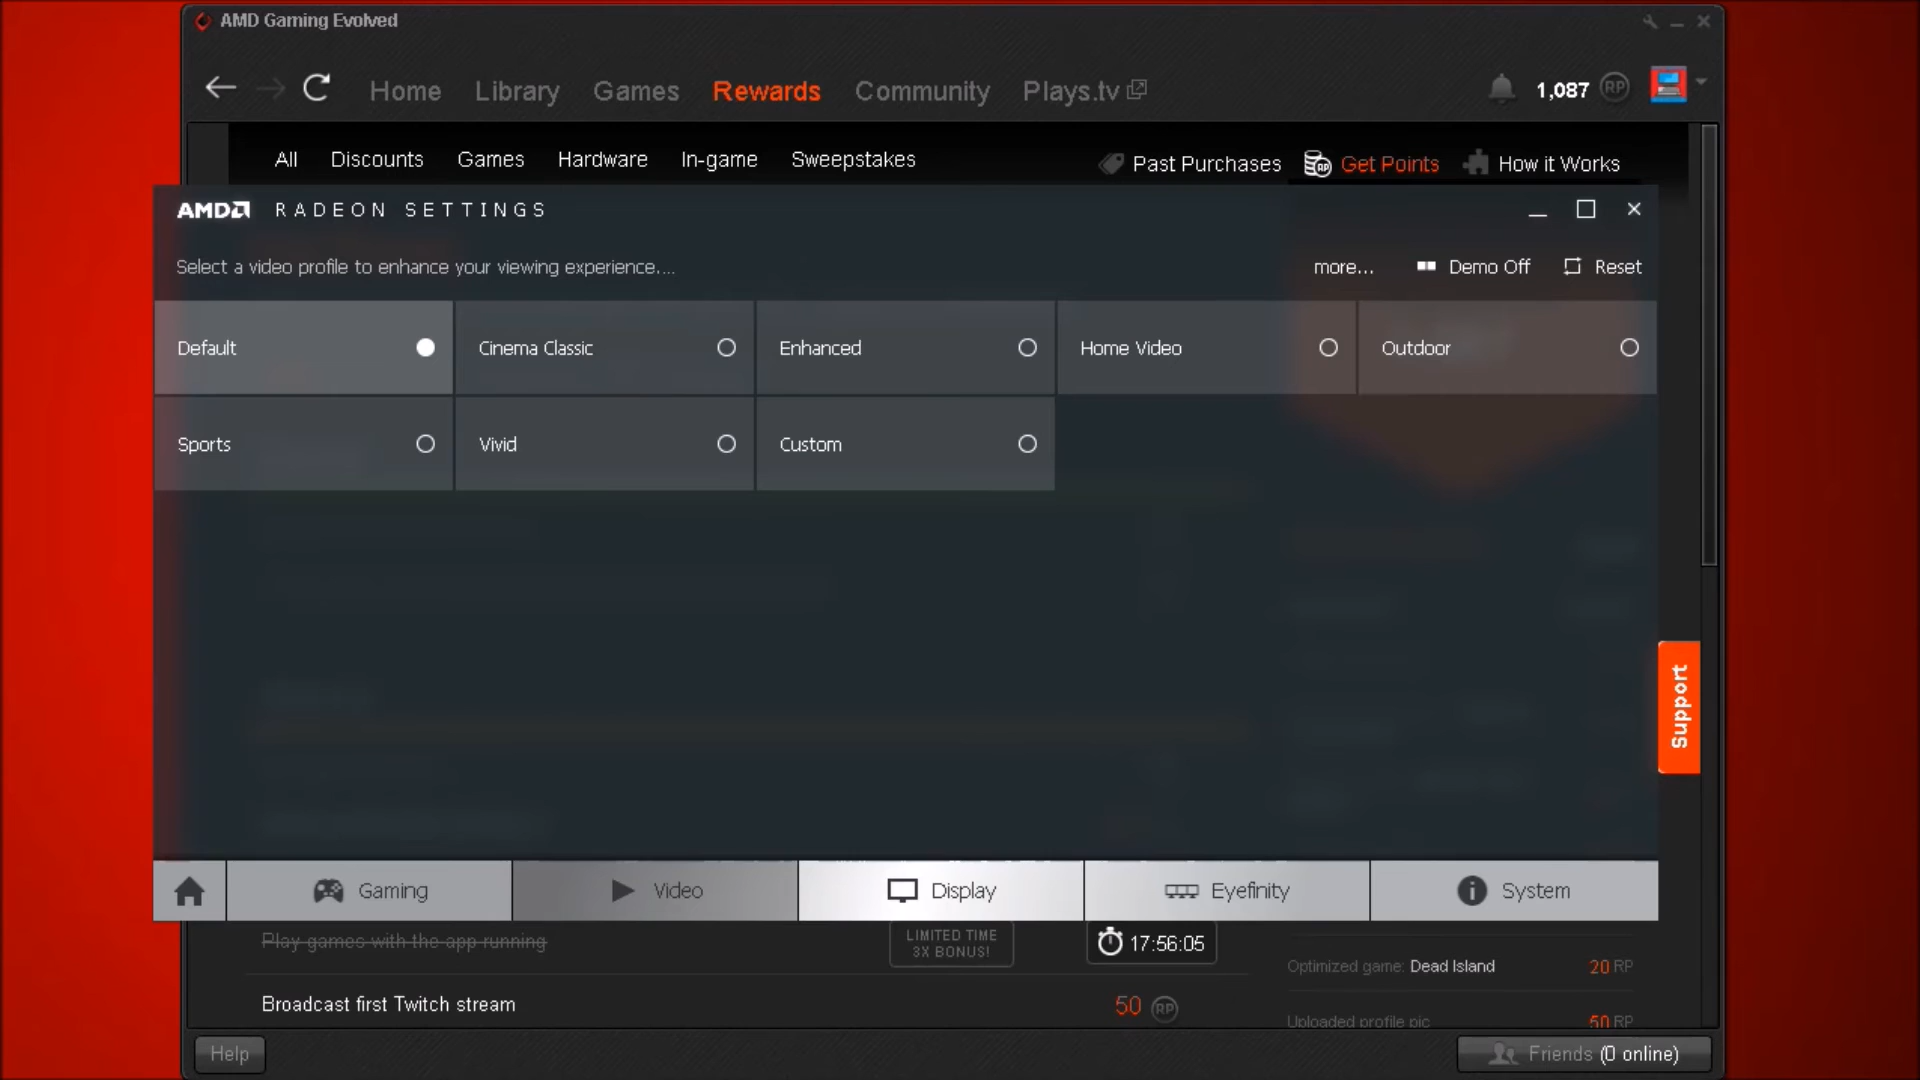 AMD Gaming Evolved
Home Library Games Rewards Community Plays.tv 1,087 RP
All Discounts Games Hardware In-game Sweepstakes Past Purchases RP Get Points How it Works
AMD RADEON SETTINGS
Select a video profile to enhance your viewing experience.... more... Demo Off Reset
Default Cinema Classic Enhanced Home Video Outdoor
Sports Vivid Custom
Support
Gaming Video Display Eyefinity System
Play games with the app running LIMITED TIME 17:56:05
3X BONUS!
Optimized game: Dead Island 20 RP
Broadcast first Twitch stream 50 RP
Uploaded profile pic 50 RP
Help Friends (0 online)